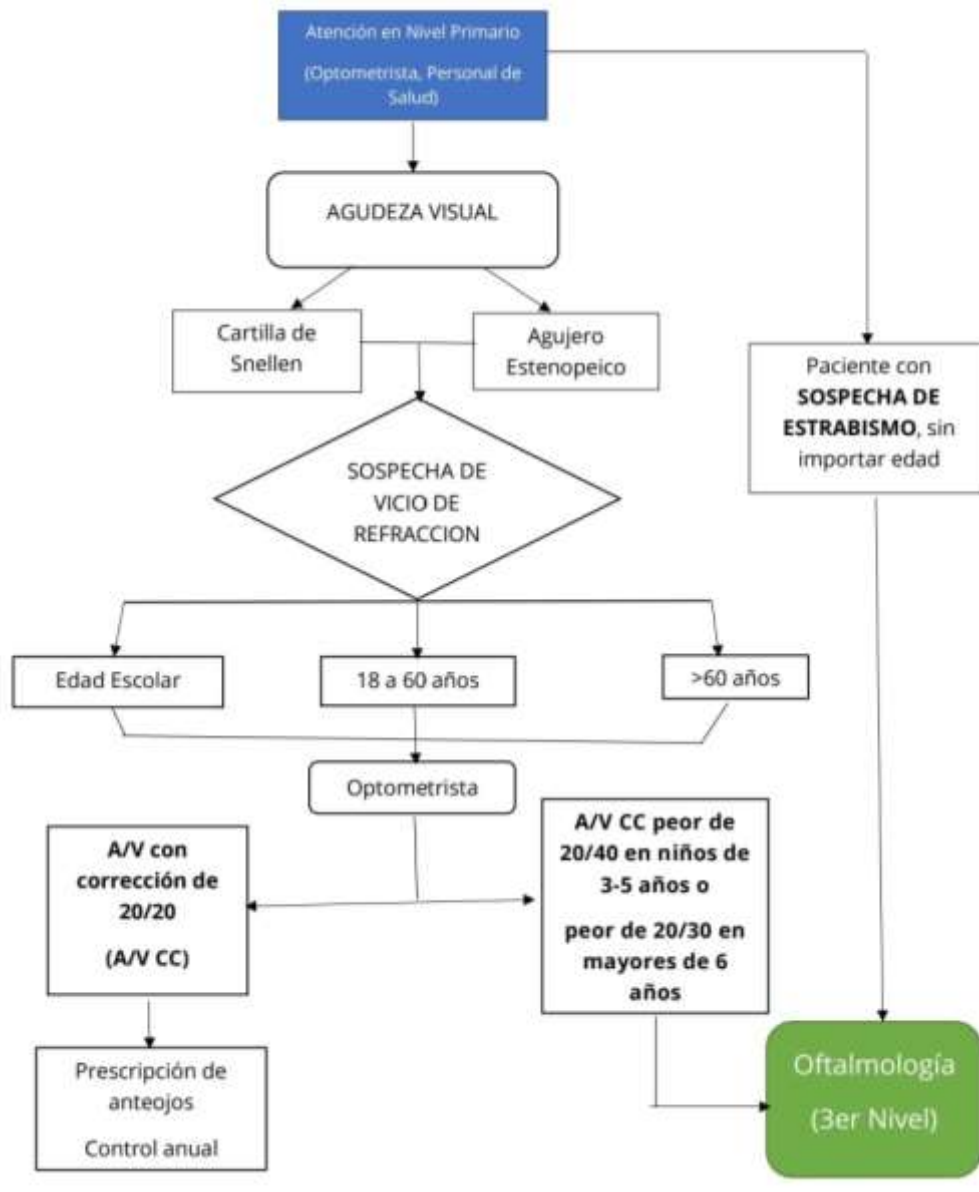 Atención en Nivel Primario
(Optometrista, Personal de
Salud)
AGUDEZA VISUAL
Cartilla de
Snellen
Agujero
Estenopeico
Paciente con
SOSPECHA DE
ESTRABISMO, sin
importar edad
SOSPECHA DE
VICIO DE
REFRACCION
Edad Escolar
18 a 60 años
>60 años
Optometrista
A/V con
corrección de
20/20
(A/V CC)
A/V CC peor de
20/40 en niños de
3-5 años o
peor de 20/30 en
mayores de 6
años
Prescripción de
anteojos
Control anual
Oftalmología
(3er Nivel)